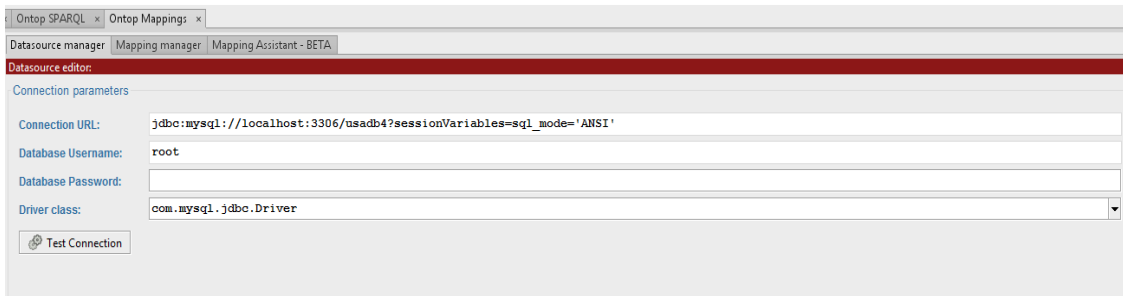 Ontop SPARQL × Ontop Mappings ×
Datasource manager Mapping manager Mapping Assistant - BETA
Datasource editor:
Connection parameters
Connection URL: jdbc:mysql://localhost:3306/usadb4?sessionVariables=sql_mode='ANSI'
Database Username: root
Database Password:
Driver class: com.mysql.jdbc.Driver
Test Connection